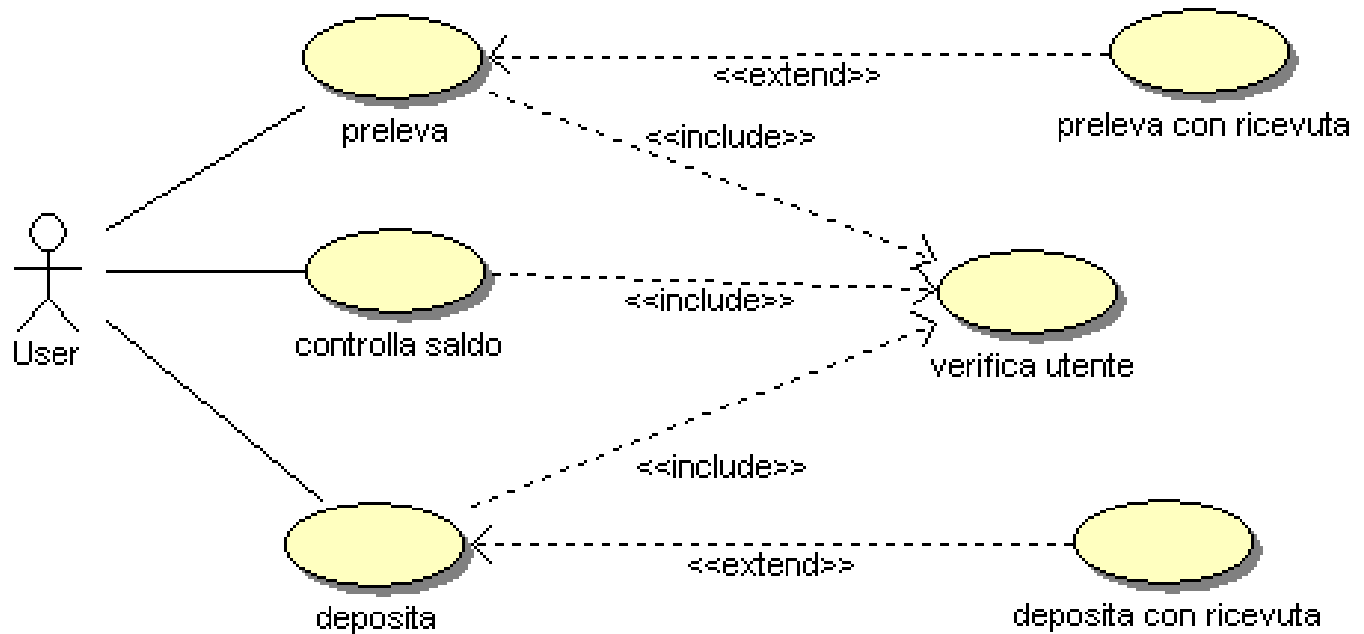 <<extend>>
preleva
preleva con ricevuta
<<include>>
User
controlla saldo
<<include>>
verifica utente
<<include>>
<<extend>>
deposita
deposita con ricevuta